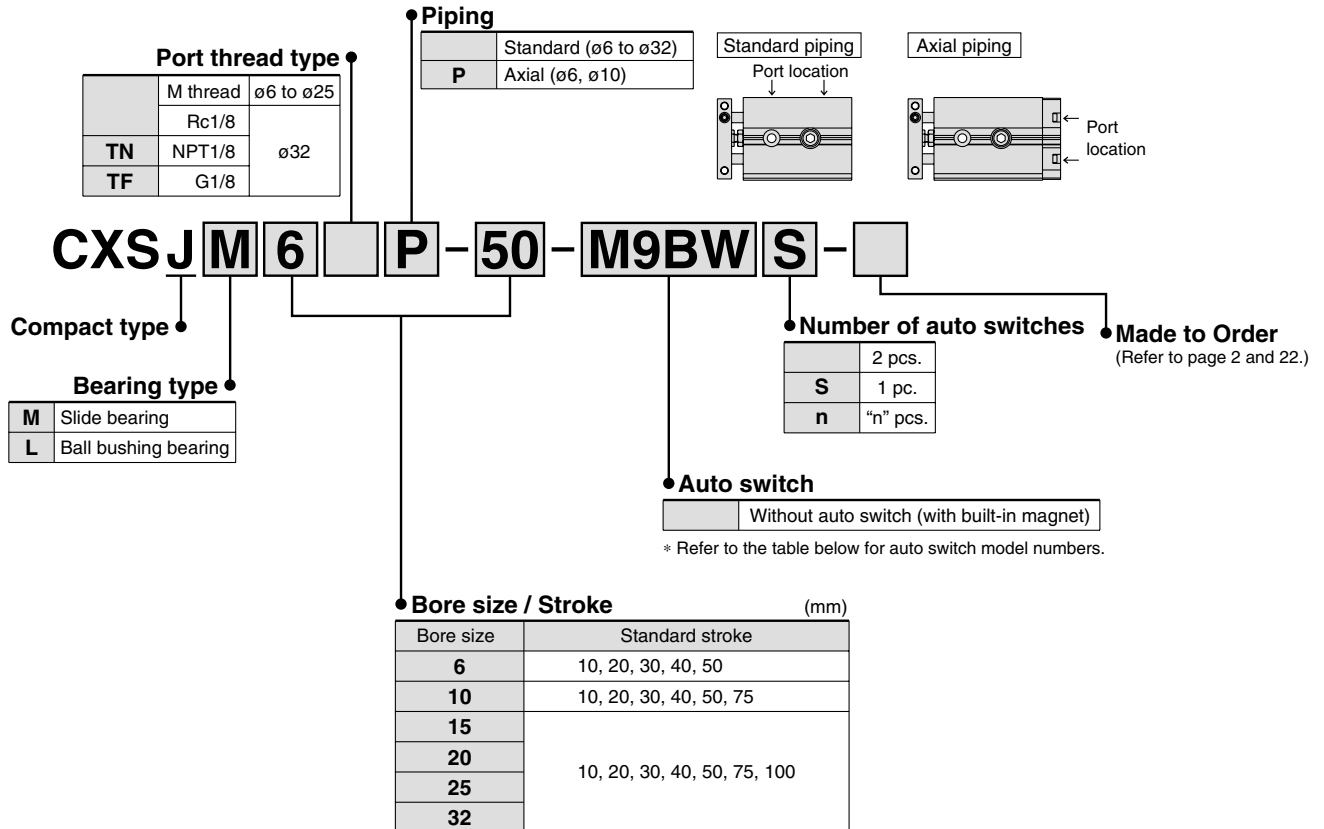 Piping
Standard (ø6 to ø32)
P Axial (ø6, ø10)
Standard piping
Port location
Axial piping
Port
location
Port thread type
M thread ø6 to ø25
Rc1/8
TN NPT1/8 ø32
TF G1/8
CXSJ M 6 P - 50 - M9BW S -
Compact type
Bearing type
M Slide bearing
L Ball bushing bearing
Number of auto switches
2 pcs.
S 1 pc.
n “n” pcs.
Made to Order
(Refer to page 2 and 22.)
Auto switch
Without auto switch (with built-in magnet)
∗ Refer to the table below for auto switch model numbers.
Bore size / Stroke (mm)
Bore size Standard stroke
6 10, 20, 30, 40, 50
10 10, 20, 30, 40, 50, 75
15
20
10, 20, 30, 40, 50, 75, 100
25
32